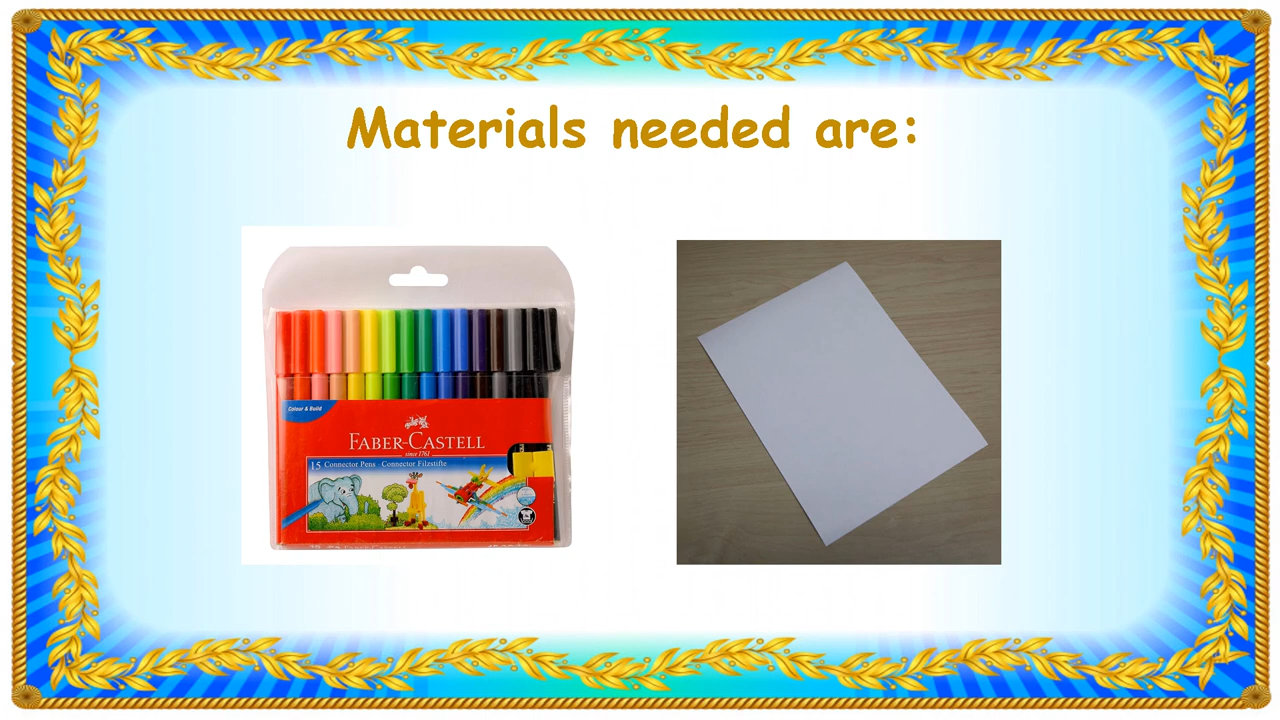 Materials needed are:
Colour & Build
FABER-CASTELL
since 1761
15 Connector Pens · Connector Filzstifte